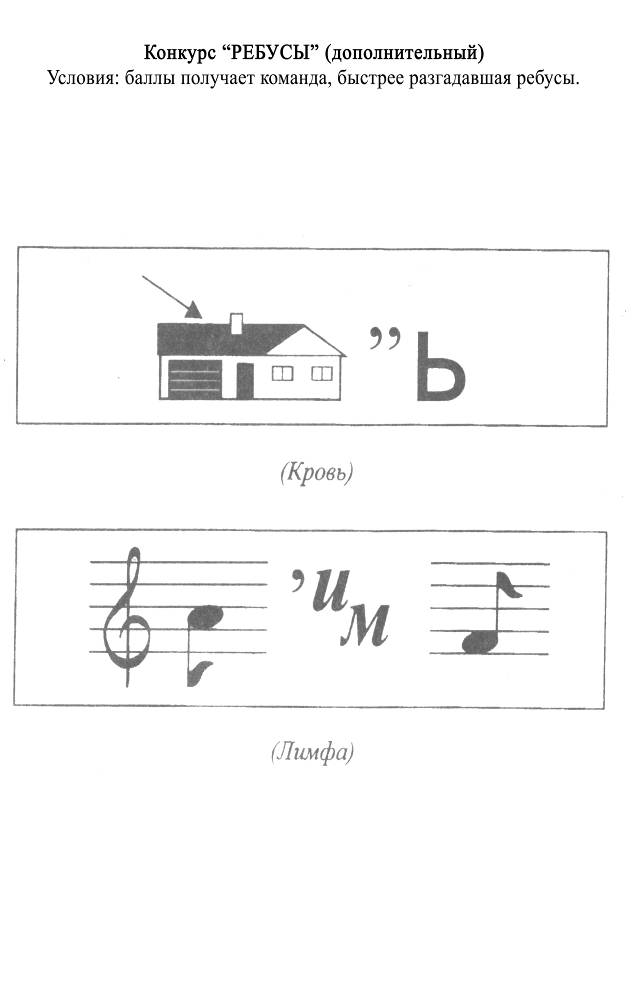 Конкурс “РЕБУСЫ” (дополнительный)
Условия: баллы получает команда, быстрее разгадавшая ребусы.
” Ь
(Кровь)
’им
(Лимфа)